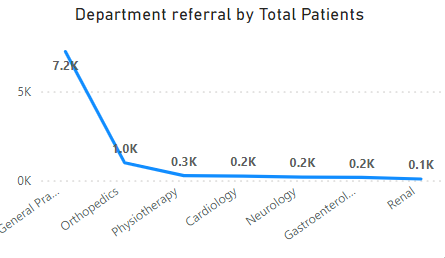 Department referral by Total Patients
7.2K
5K
1.0K
0.3K
0.2K
0.2K
0.2K
0.1K
0K
General Pra...
Orthopedics
Physiotherapy
Cardiology
Neurology
Gastroenterol...
Renal